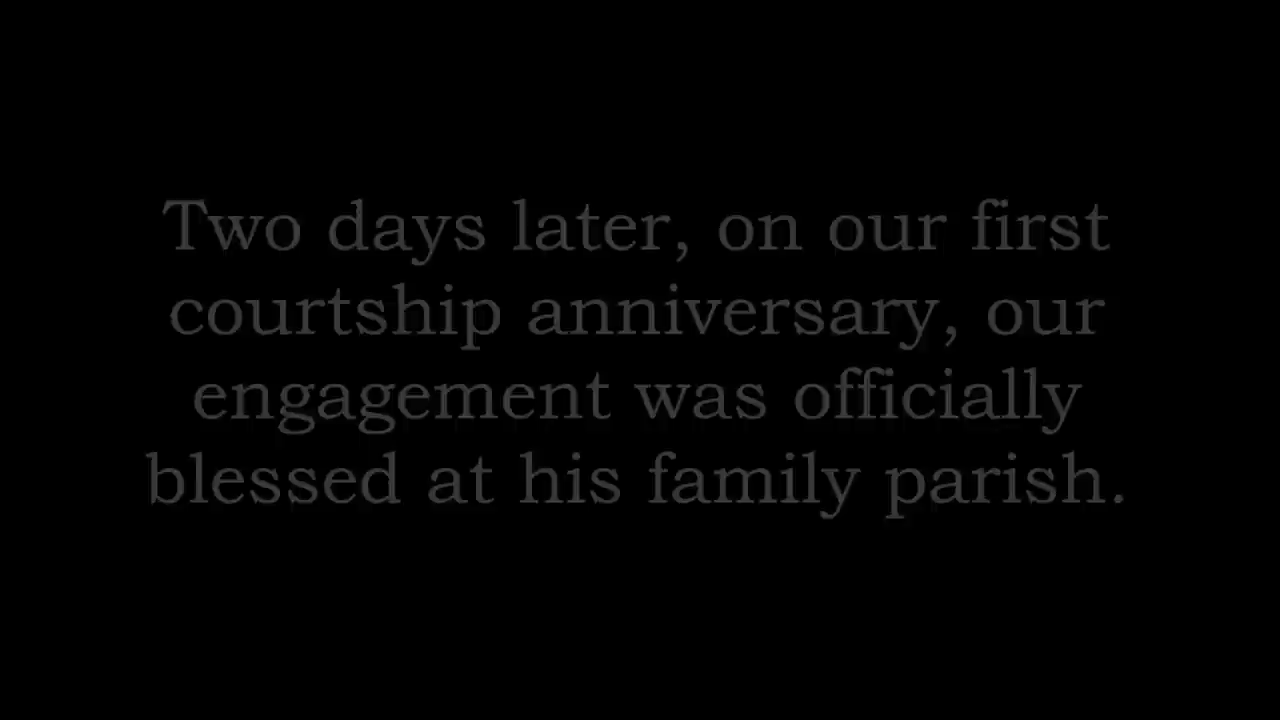 Two days later, on our first
courtship anniversary, our
engagement was officially
blessed at his family parish.